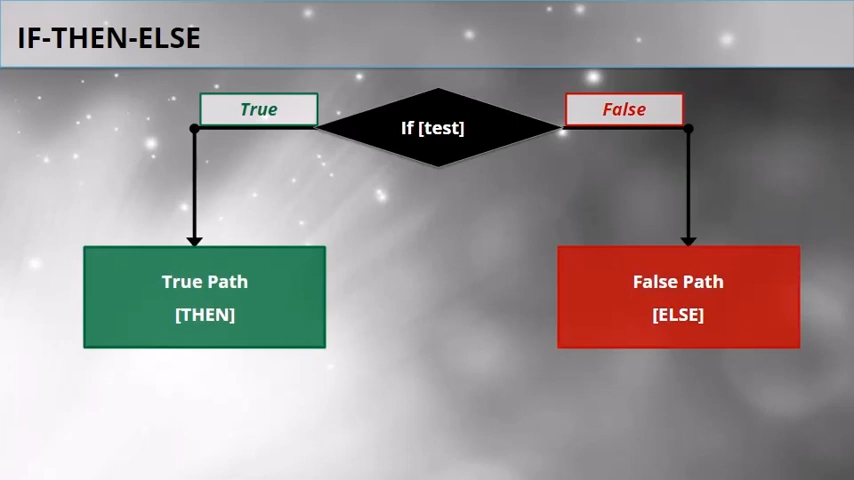 IF-THEN-ELSE
True
If [test]
False
True Path
[THEN]
False Path
[ELSE]